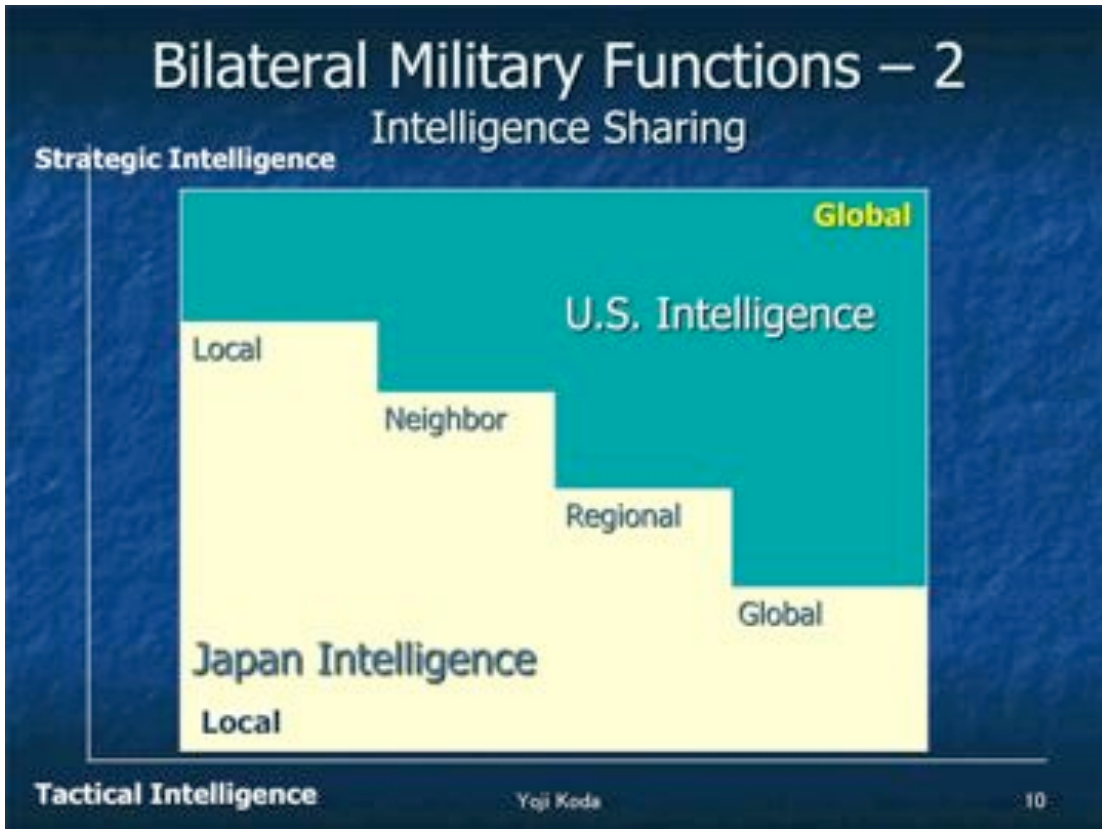 Bilateral Military Functions – 2
Intelligence Sharing
Strategic Intelligence
Global
U.S. Intelligence
Local
Neighbor
Regional
Global
Japan Intelligence
Local
Tactical Intelligence
Yoji Koda
10